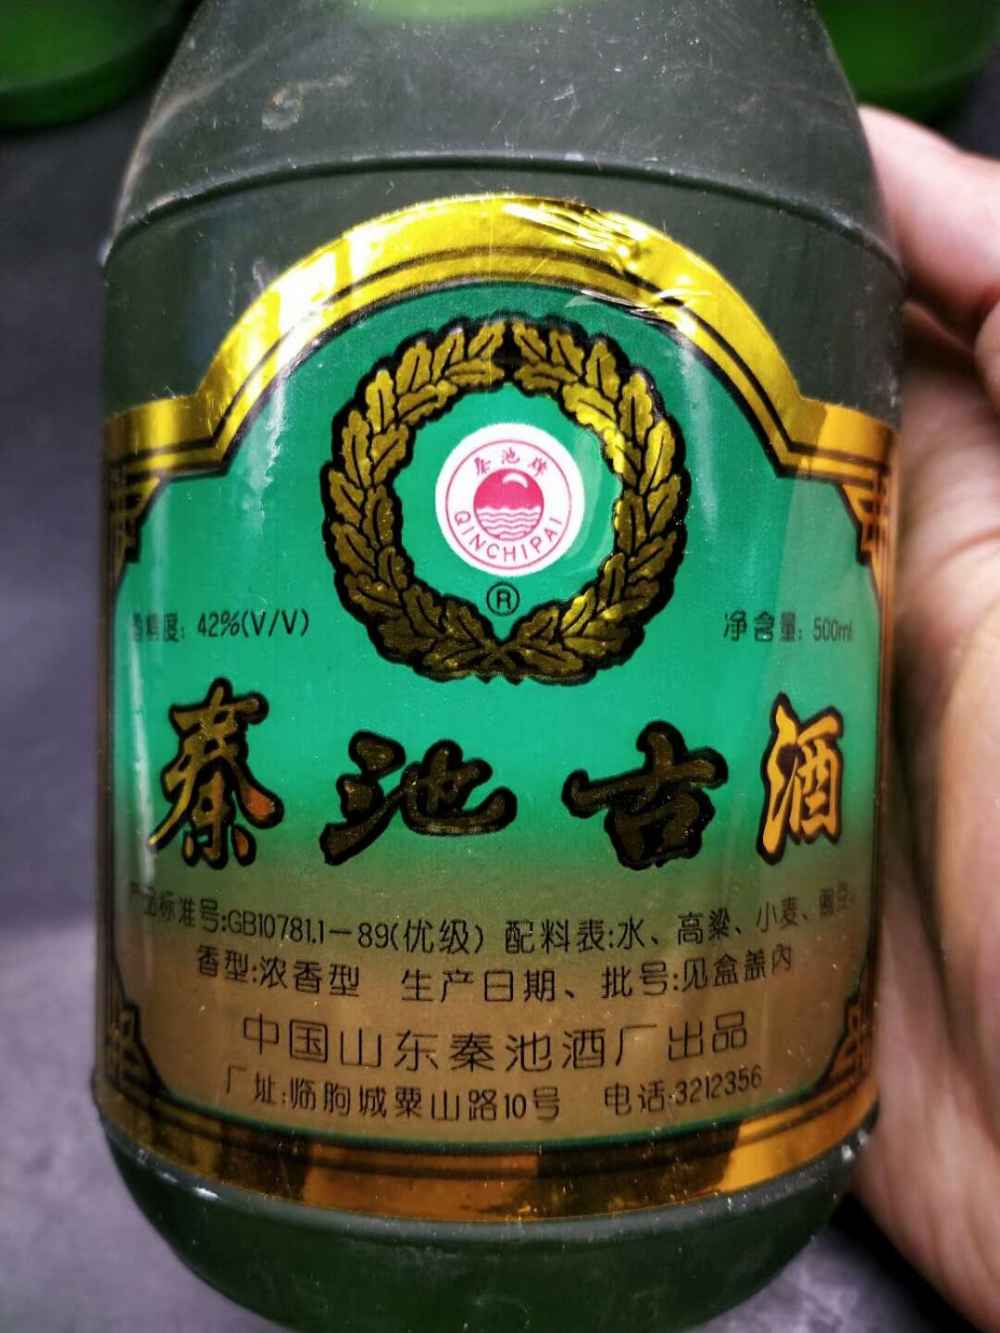 秦池牌
QINCHIPAI
®
酒精度: 42%(V/V)
净含量: 500ml
秦池古酒
产品标准号:GB10781.1-89(优级) 配料表:水、高粱、小麦、豌豆
香型:浓香型 生产日期、批号:见盒盖内
中国山东秦池酒厂出品
厂址:临朐城粟山路10号 电话:3212356